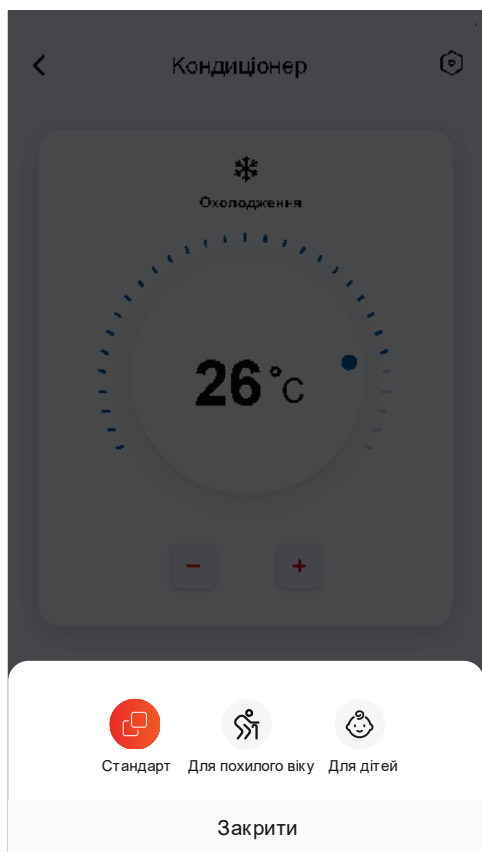 Кондиціонер
Охолодження
26°C
− +
Стандарт Для похилого віку Для дітей
Закрити